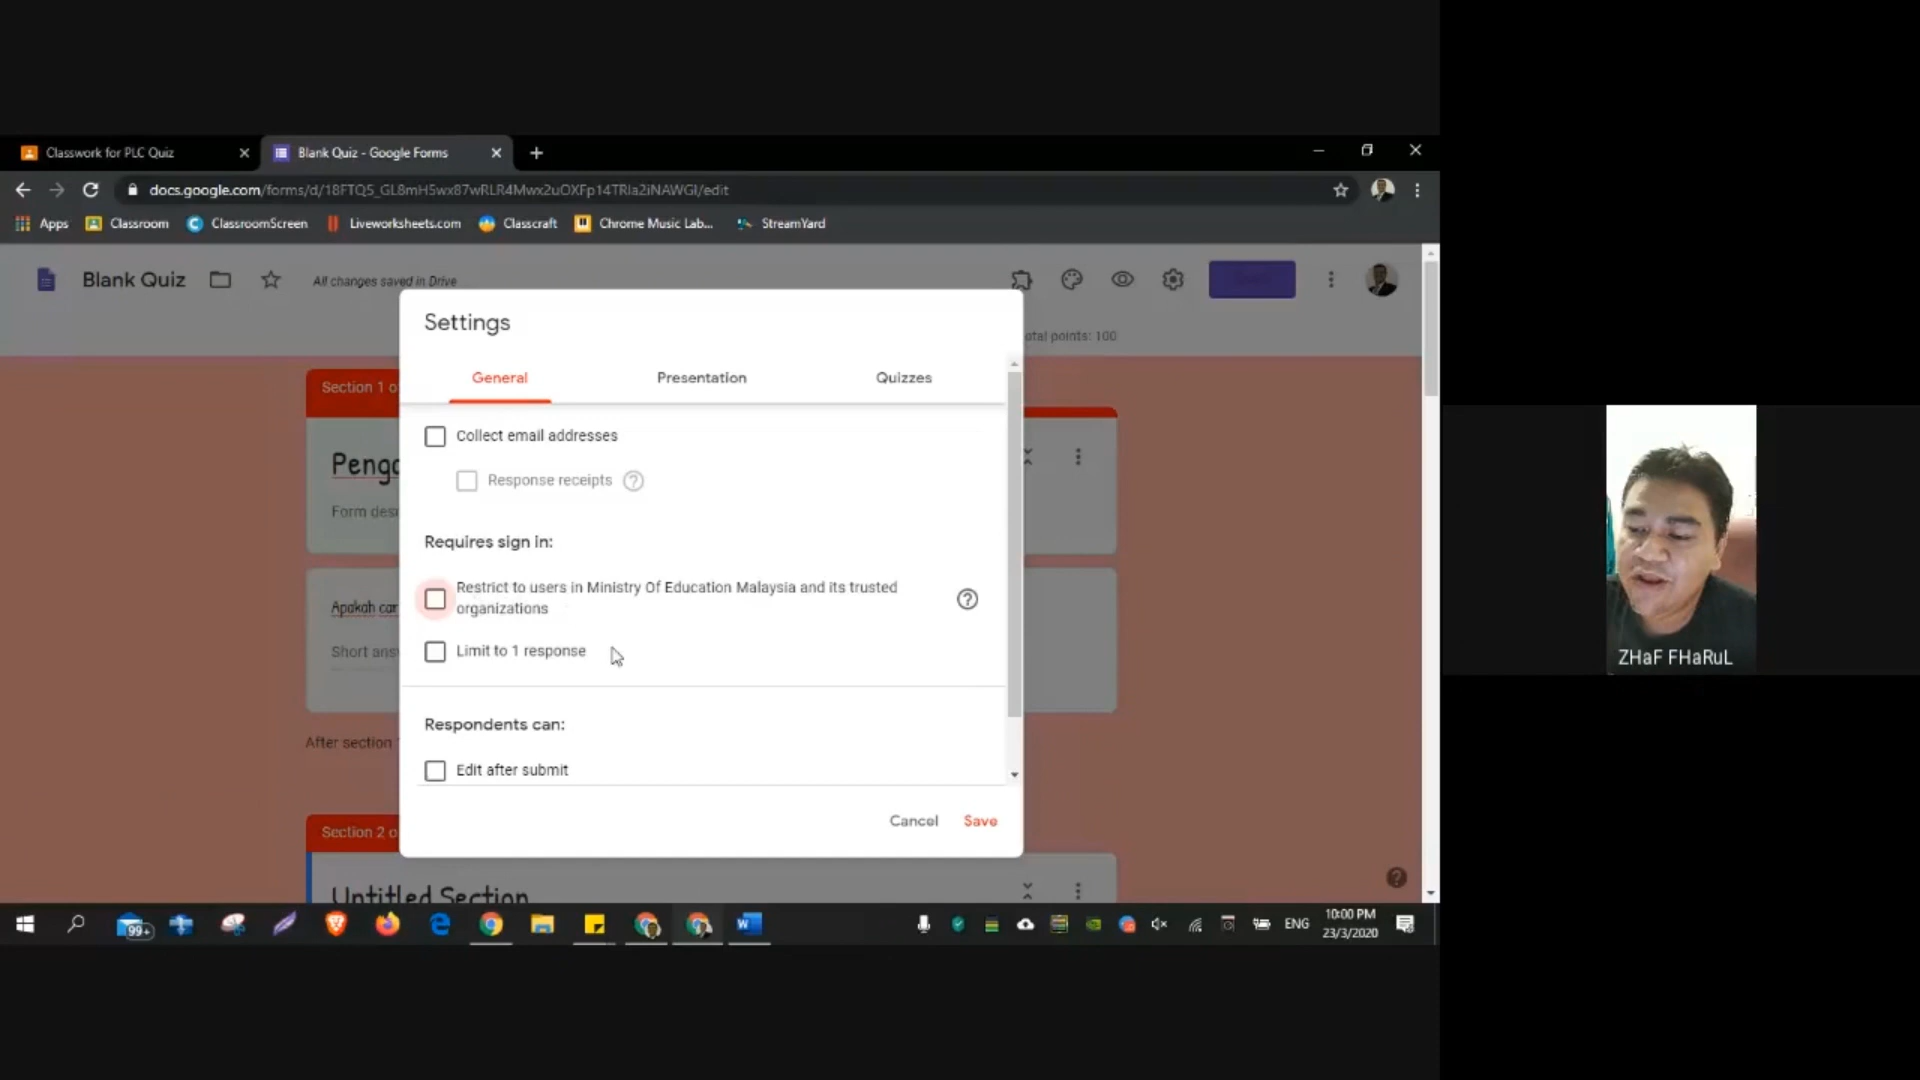 Classwork for PLC Quiz
Blank Quiz - Google Forms
docs.google.com/forms/d/18FTQ5_GL8mH5wx87wRLR4Mwx2uOXFp14TRla2iNAWGI/edit
Apps Classroom ClassroomScreen Liveworksheets.com Classcraft Chrome Music Lab... StreamYard
Blank Quiz All changes saved in Drive
Settings
otal points: 100
General Presentation Quizzes
Section 1 o
Collect email addresses
Penga
Response receipts
Form des
Requires sign in:
Restrict to users in Ministry Of Education Malaysia and its trusted
organizations
Apakah car
Limit to 1 response
Short ans
Respondents can:
After section
Edit after submit
Cancel Save
Section 2 o
Untitled Section
ZHaF FHaRuL
99+
ENG
10:00 PM
23/3/2020